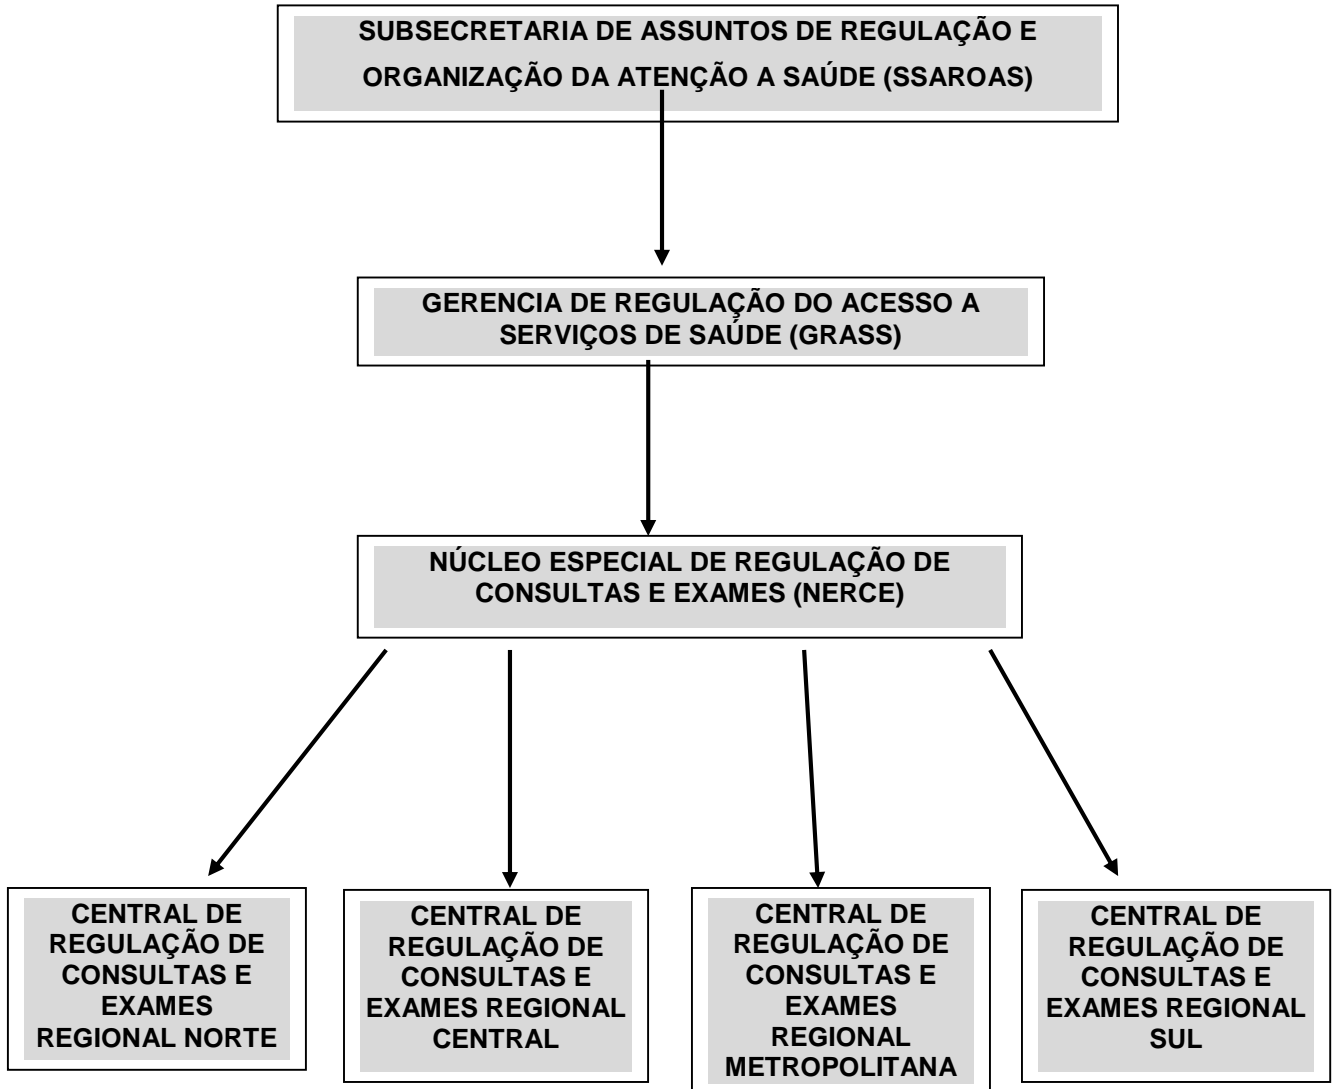 SUBSECRETARIA DE ASSUNTOS DE REGULAÇÃO E
ORGANIZAÇÃO DA ATENÇÃO A SAÚDE (SSAROAS)
GERENCIA DE REGULAÇÃO DO ACESSO A
SERVIÇOS DE SAÚDE (GRASS)
NÚCLEO ESPECIAL DE REGULAÇÃO DE
CONSULTAS E EXAMES (NERCE)
CENTRAL DE
REGULAÇÃO DE
CONSULTAS E
EXAMES
REGIONAL NORTE
CENTRAL DE
REGULAÇÃO DE
CONSULTAS E
EXAMES REGIONAL
CENTRAL
CENTRAL DE
REGULAÇÃO DE
CONSULTAS E
EXAMES
REGIONAL
METROPOLITANA
CENTRAL DE
REGULAÇÃO DE
CONSULTAS E
EXAMES REGIONAL
SUL